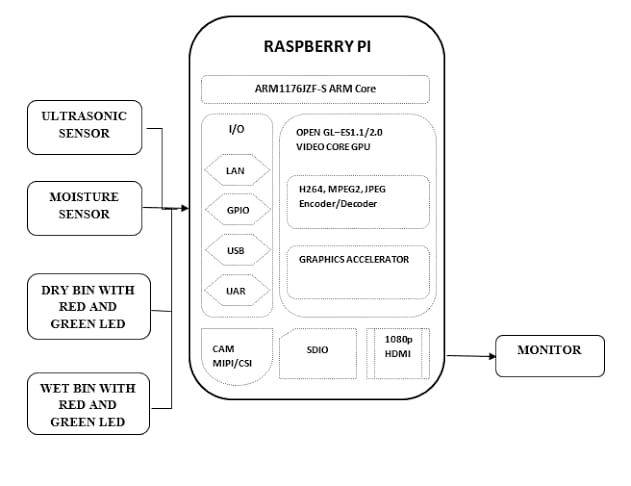 RASPBERRY PI
ARM1176JZF-S ARM Core
ULTRASONIC
SENSOR
MOISTURE
SENSOR
DRY BIN WITH
RED AND
GREEN LED
WET BIN WITH
RED AND
GREEN LED
I/O
LAN
GPIO
USB
UAR
OPEN GL–ES1.1/2.0
VIDEO CORE GPU
H264, MPEG2, JPEG
Encoder/Decoder
GRAPHICS ACCELERATOR
CAM
MIPI/CSI
SDIO
1080p
HDMI
MONITOR